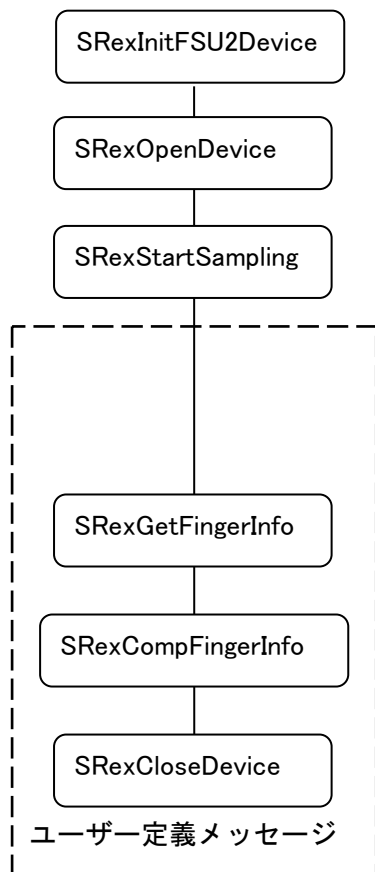 SRexInitFSU2Device
SRexOpenDevice
SRexStartSampling
SRexGetFingerInfo
SRexCompFingerInfo
SRexCloseDevice
ユーザー定義メッセージ